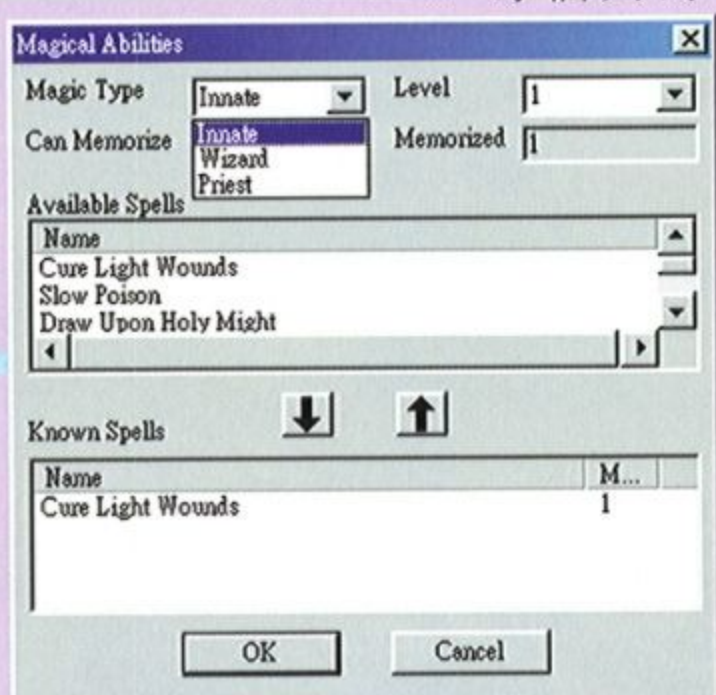 Magical Abilities
Magic Type Innate Level 1
Can Memorize Innate Memorized 1
Wizard
Priest
Available Spells
Name
Cure Light Wounds
Slow Poison
Draw Upon Holy Might
Known Spells
Name M...
Cure Light Wounds 1
OK Cancel